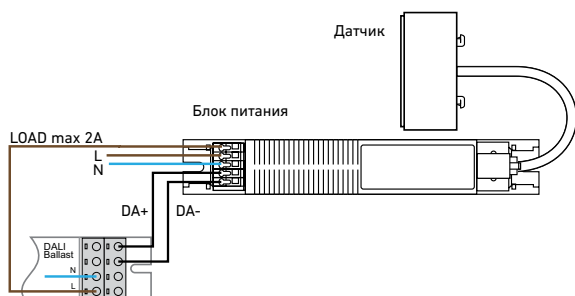 Датчик
Блок питания
LOAD max 2A
L
N
DA+ DA-
DALI
Ballast
N
L